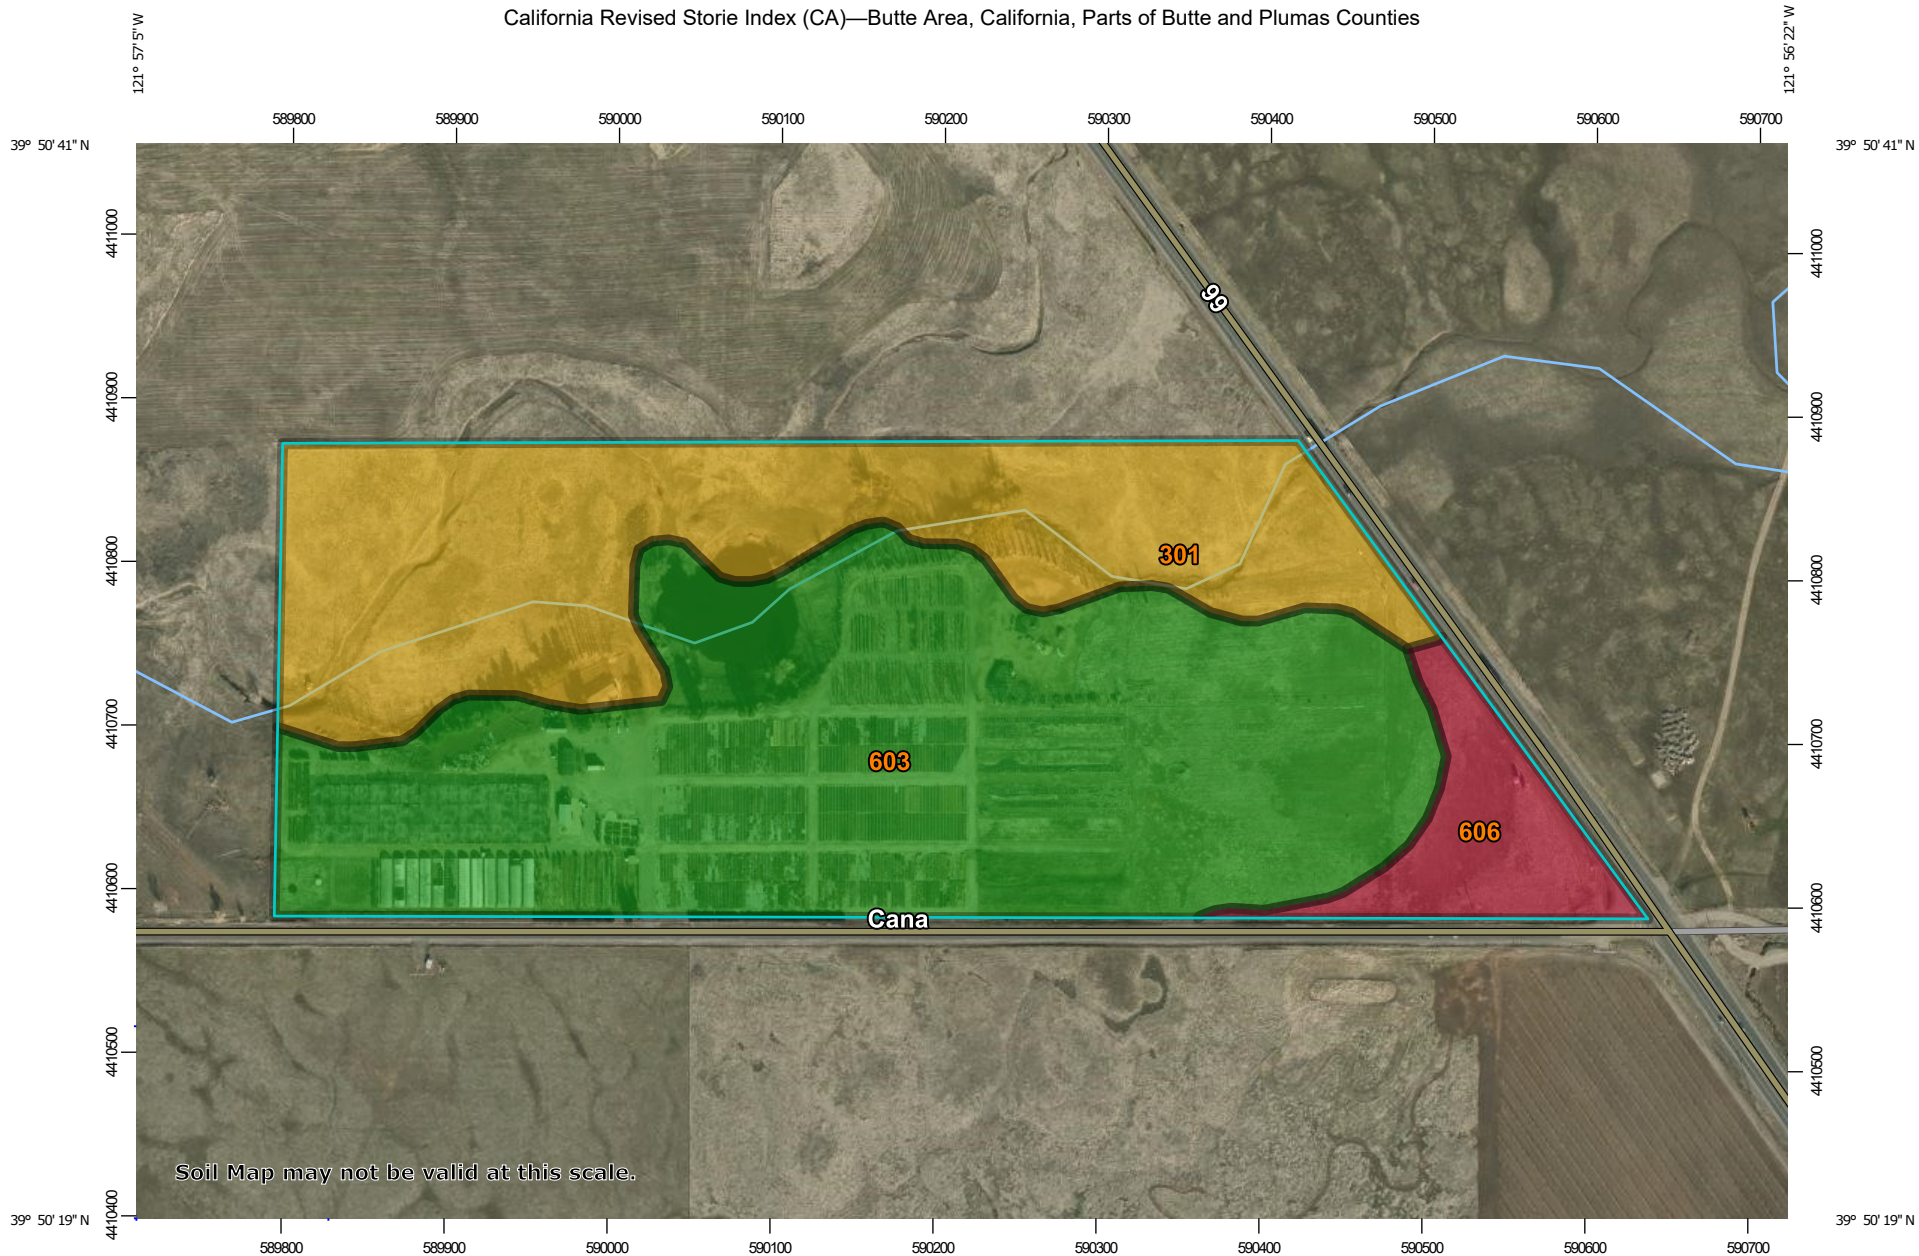 California Revised Storie Index (CA)—Butte Area, California, Parts of Butte and Plumas Counties
121° 57' 5" W
121° 56' 22" W
589800 589900 590000 590100 590200 590300 590400 590500 590600 590700
39° 50' 41" N
39° 50' 41" N
4411000
4411000
99
4410900
4410900
4410800
4410800
301
4410700
4410700
603
606
4410600
4410600
Cana
4410500
4410500
Soil Map may not be valid at this scale.
4410400
39° 50' 19" N
39° 50' 19" N
589800 589900 590000 590100 590200 590300 590400 590500 590600 590700